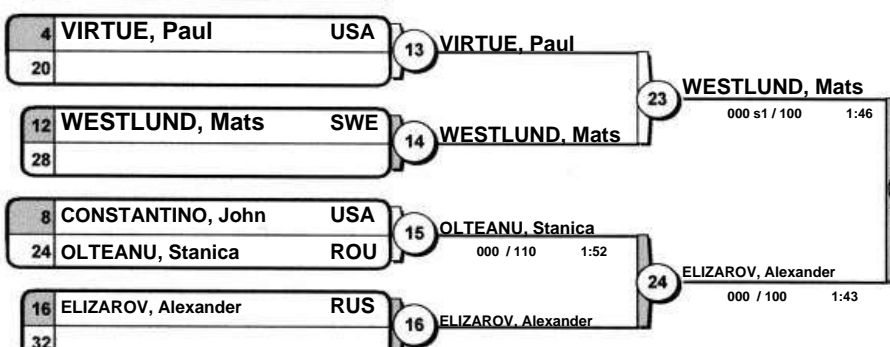 4 VIRTUE, Paul USA
20
13 VIRTUE, Paul
12 WESTLUND, Mats SWE
28
14 WESTLUND, Mats
23 WESTLUND, Mats
000 s1 / 100 1:46
8 CONSTANTINO, John USA
24 OLTEANU, Stanica ROU
15 OLTEANU, Stanica
000 / 110 1:52
16 ELIZAROV, Alexander RUS
32
16 ELIZAROV, Alexander
24 ELIZAROV, Alexander
000 / 100 1:43